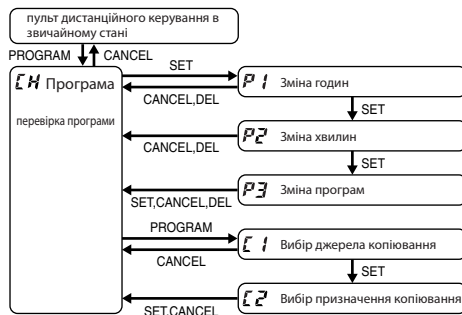 пульт дистанційного керування в
звичайному стані
PROGRAM CANCEL
SET
CH Програма
P1 Зміна годин
CANCEL,DEL
SET
перевірка програми
P2 Зміна хвилин
CANCEL,DEL
SET
P3 Зміна програм
SET,CANCEL,DEL
PROGRAM
C1 Вибір джерела копіювання
CANCEL
SET
C2 Вибір призначення копіювання
SET,CANCEL